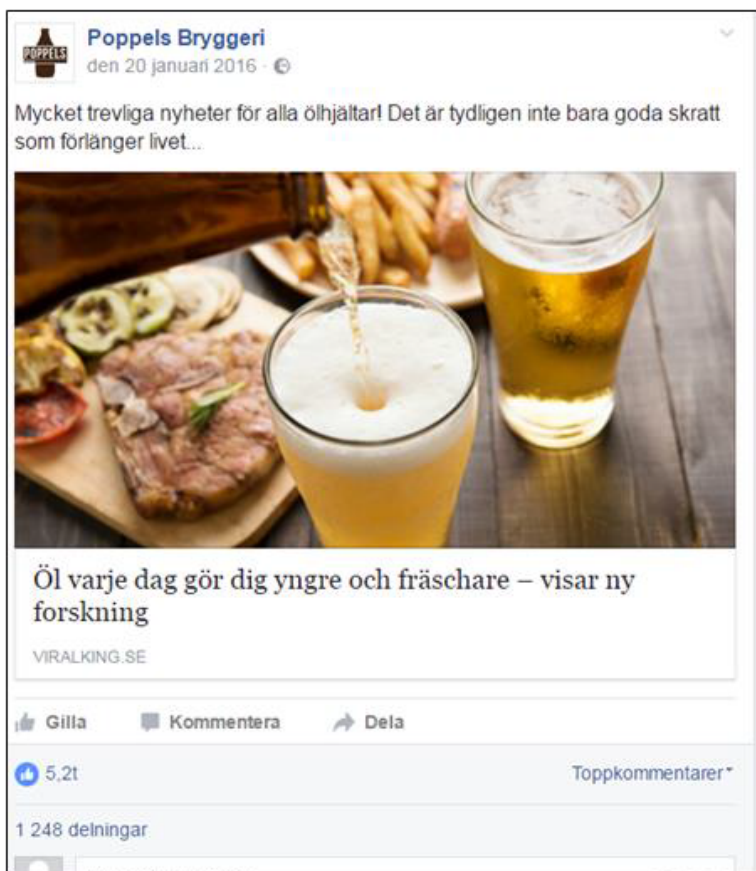 POPPELS
Poppels Bryggeri
den 20 januari 2016 ·
Mycket trevliga nyheter för alla ölhjältar! Det är tydligen inte bara goda skratt
som förlänger livet...
Öl varje dag gör dig yngre och fräschare – visar ny
forskning
VIRALKING.SE
Gilla Kommentera Dela
5,2t Toppkommentarer
1 248 delningar